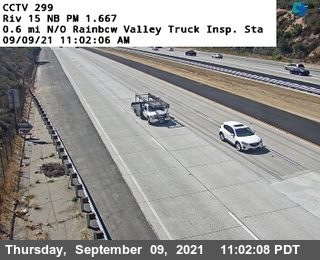 CCTV 299
Riv 15 NB PM 1.667
0.6 mi N/O Rainbow Valley Truck Insp. Sta
09/09/21 11:02:06 AM
Thursday, September 09, 2021 11:02:08 PDT